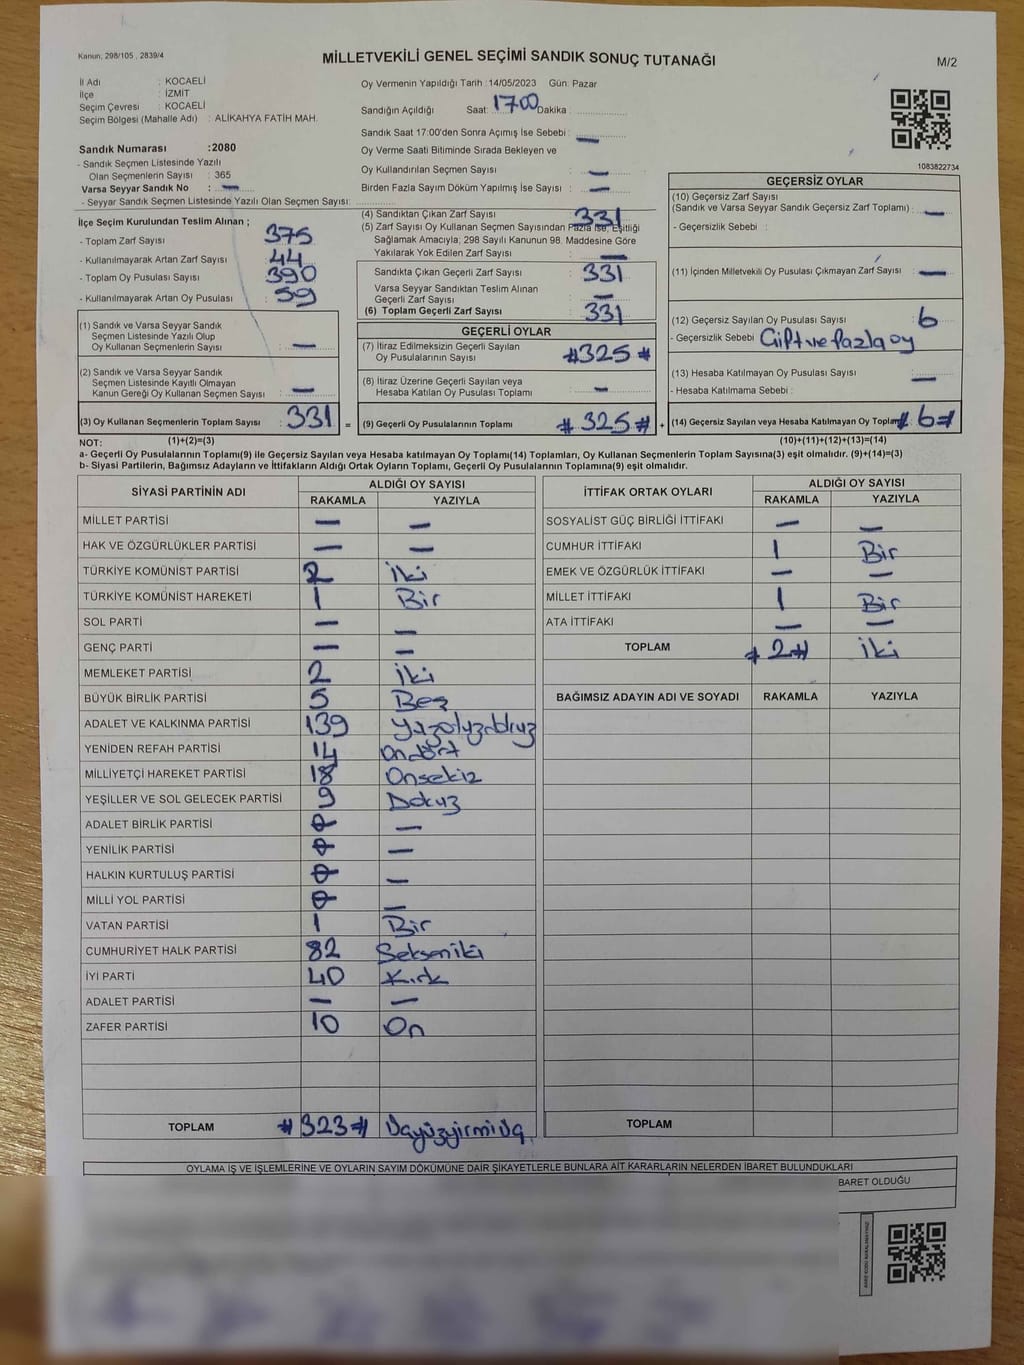 Kanun, 298/105 , 2839/4
MİLLETVEKİLİ GENEL SEÇİMİ SANDIK SONUÇ TUTANAĞI
M/2
İl Adı : KOCAELİ
İlçe : İZMİT
Seçim Çevresi : KOCAELİ
Seçim Bölgesi (Mahalle Adı) : ALİKAHYA FATİH MAH.
Sandık Numarası :2080
- Sandık Seçmen Listesinde Yazılı
Olan Seçmenlerin Sayısı : 365
Varsa Seyyar Sandık No : —
- Seyyar Sandık Seçmen Listesinde Yazılı Olan Seçmen Sayısı:
Oy Vermenin Yapıldığı Tarih :14/05/2023 Gün: Pazar
Sandığın Açıldığı Saat: 17 00 Dakika :
Sandık Saat 17:00'den Sonra Açımış İse Sebebi : —
Oy Verme Saati Bitiminde Sırada Bekleyen ve
Oy Kullandırılan Seçmen Sayısı : —
Birden Fazla Sayım Döküm Yapılmış İse Sayısı : —
1083822734
İlçe Seçim Kurulundan Teslim Alınan ;
- Toplam Zarf Sayısı : 375
- Kullanılmayarak Artan Zarf Sayısı : 44
- Toplam Oy Pusulası Sayısı : 390
- Kullanılmayarak Artan Oy Pusulası : 59
(1) Sandık ve Varsa Seyyar Sandık
Seçmen Listesinde Yazılı Olup
Oy Kullanan Seçmenlerin Sayısı : —
(2) Sandık ve Varsa Seyyar Sandık
Seçmen Listesinde Kayıtlı Olmayan
Kanun Gereği Oy Kullanan Seçmen Sayısı : —
(3) Oy Kullanan Seçmenlerin Toplam Sayısı : 331
(1)+(2)=(3)
(4) Sandıktan Çıkan Zarf Sayısı : 331
(5) Zarf Sayısı Oy Kullanan Seçmen Sayısından Fazla İse, Eşitliği
Sağlamak Amacıyla; 298 Sayılı Kanunun 98. Maddesine Göre
Yakılarak Yok Edilen Zarf Sayısı : —
Sandıkta Çıkan Geçerli Zarf Sayısı : 331
Varsa Seyyar Sandıktan Teslim Alınan
Geçerli Zarf Sayısı : —
(6) Toplam Geçerli Zarf Sayısı : 331
GEÇERLİ OYLAR
(7) İtiraz Edilmeksizin Geçerli Sayılan
Oy Pusulalarının Sayısı : #325#
(8) İtiraz Üzerine Geçerli Sayılan veya
Hesaba Katılan Oy Pusulaları Toplamı : —
= (9) Geçerli Oy Pusulalarının Toplamı : #325# +
GEÇERSİZ OYLAR
(10) Geçersiz Zarf Sayısı
(Sandık ve Varsa Seyyar Sandık Geçersiz Zarf Toplamı) : —
- Geçersizlik Sebebi :
(11) İçinden Milletvekili Oy Pusulası Çıkmayan Zarf Sayısı : —
(12) Geçersiz Sayılan Oy Pusulası Sayısı : 6
- Geçersizlik Sebebi : Çift ve fazla oy
(13) Hesaba Katılmayan Oy Pusulası Sayısı : —
- Hesaba Katılmama Sebebi :
(14) Geçersiz Sayılan veya Hesaba Katılmayan Oy Toplamı #6#
(10)+(11)+(12)+(13)=(14)
NOT:
a- Geçerli Oy Pusulasının Toplamı(9) ile Geçersiz Sayılan veya Hesaba Katılmayan Oy Toplamı(14) Toplamları, Oy Kullanan Seçmenlerin Toplam Sayısına(3) eşit olmalıdır. (9)+(14)=(3)
b- Siyasi Partilerin, Bağımsız Adayların ve İttifakların Aldığı Ortak Oyların Toplamı, Geçerli Oy Pusulalarının Toplamına(9) eşit olmalıdır.
SİYASİ PARTİNİN ADI ALDIĞI OY SAYISI
RAKAMLA YAZIYLA
MİLLET PARTİSİ — —
HAK VE ÖZGÜRLÜKLER PARTİSİ — —
TÜRKİYE KOMÜNİST PARTİSİ 2 İki
TÜRKİYE KOMÜNİST HAREKETİ 1 Bir
SOL PARTİ — —
GENÇ PARTİ — —
MEMLEKET PARTİSİ 2 İki
BÜYÜK BİRLİK PARTİSİ 5 Beş
ADALET VE KALKINMA PARTİSİ 139
YENİDEN REFAH PARTİSİ 14 Ondört
MİLLİYETÇİ HAREKET PARTİSİ 18 Onsekiz
YEŞİLLER VE SOL GELECEK PARTİSİ 9 Dokuz
ADALET BİRLİK PARTİSİ 0 —
YENİLİK PARTİSİ 0 —
HALKIN KURTULUŞ PARTİSİ 0 —
MİLLİ YOL PARTİSİ 0 —
VATAN PARTİSİ 1 Bir
CUMHURİYET HALK PARTİSİ 82 Sekseniki
İYİ PARTİ 40 Kırk
ADALET PARTİSİ — —
ZAFER PARTİSİ 10 On
TOPLAM #323# Üçyüzyirmiüç
İTTİFAK ORTAK OYLARI ALDIĞI OY SAYISI
RAKAMLA YAZIYLA
SOSYALİST GÜÇ BİRLİĞİ İTTİFAKI — —
CUMHUR İTTİFAKI 1 Bir
EMEK VE ÖZGÜRLÜK İTTİFAKI — —
MİLLET İTTİFAKI 1 Bir
ATA İTTİFAKI — —
TOPLAM #2# İki
BAĞIMSIZ ADAYIN ADI VE SOYADI RAKAMLA YAZIYLA
TOPLAM
OYLAMA İŞ VE İŞLEMLERİNE VE OYLARIN SAYIM DÖKÜMÜNE DAİR ŞİKAYETLERLE BUNLARA AİT KARARLARIN NELERDEN İBARET BULUNDUKLARI
BARET OLDUĞU